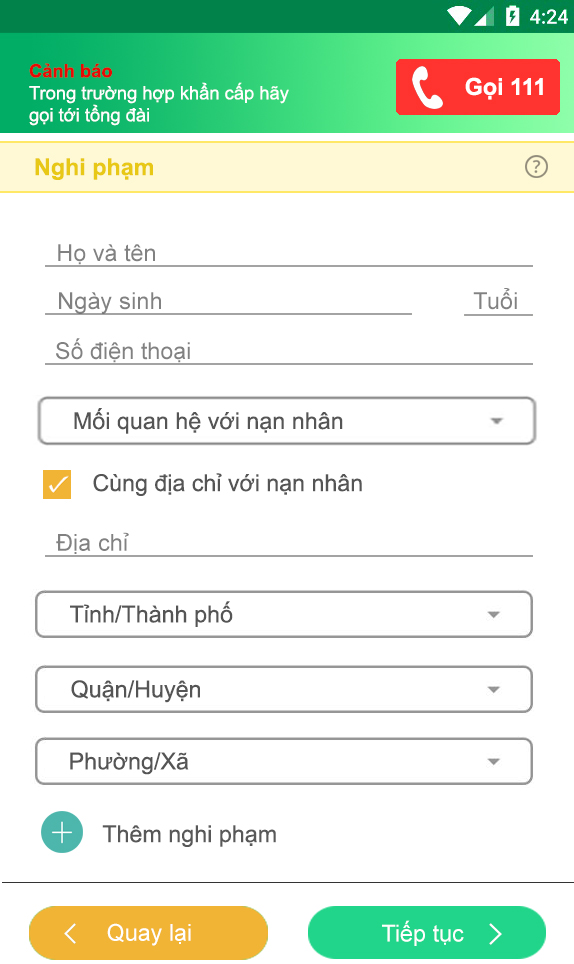 4:24
Cảnh báo
Trong trường hợp khẩn cấp hãy
gọi tới tổng đài
Gọi 111
Nghi phạm
?
Họ và tên
Ngày sinh
Tuổi
Số điện thoại
Mối quan hệ với nạn nhân
Cùng địa chỉ với nạn nhân
Địa chỉ
Tỉnh/Thành phố
Quận/Huyện
Phường/Xã
Thêm nghi phạm
Quay lại
Tiếp tục